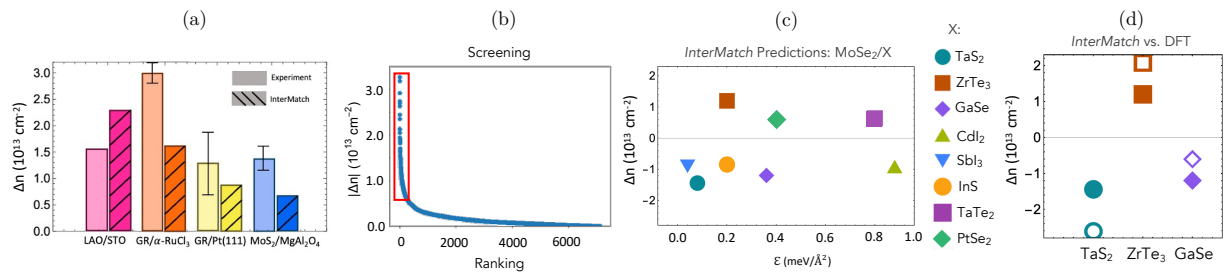 (a)
Δn (10¹³ cm⁻²)
3.0
2.5
2.0
1.5
1.0
0.5
0.0
Experiment
InterMatch
LAO/STO
GR/α-RuCl₃
GR/Pt(111)
MoS₂/MgAl₂O₄
(b)
Screening
|Δn| (10¹³ cm⁻²)
3.0
2.0
1.0
0.0
0
2000
4000
6000
Ranking
(c)
InterMatch Predictions: MoSe₂/X
Δn (10¹³ cm⁻²)
2
1
0
−1
−2
0.0
0.2
0.4
0.6
0.8
1.0
ε (meV/Å²)
X:
TaS₂
ZrTe₃
GaSe
CdI₂
SbI₃
InS
TaTe₂
PtSe₂
(d)
InterMatch vs. DFT
Δn (10¹³ cm⁻²)
2
1
0
−1
−2
TaS₂
ZrTe₃
GaSe